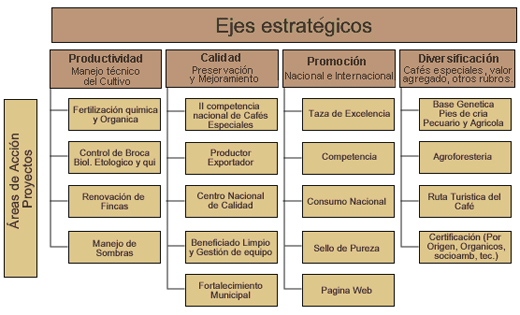 Ejes estratégicos
Productividad
Manejo técnico
del Cultivo
Calidad
Preservación
y Mejoramiento
Promoción
Nacional e Internacional
Diversificación
Cafés especiales, valor
agregado, otros rubros.
Áreas de Acción
Proyectos
Fertilización química
y Organica
Control de Broca
Biol. Etologico y qui
Renovación de
Fincas
Manejo de
Sombras
II competencia
nacional de Cafés
Especiales
Productor
Exportador
Centro Nacional
de Calidad
Beneficiado Limpio
y Gestión de equipo
Fortalecimiento
Municipal
Taza de Excelencia
Competencia
Consumo Nacional
Sello de Pureza
Pagina Web
Base Genetica
Pies de cria
Pecuario y Agricola
Agroforesteria
Ruta Turistica del
Café
Certificación (Por
Origen, Organicos,
socioamb, tec.)